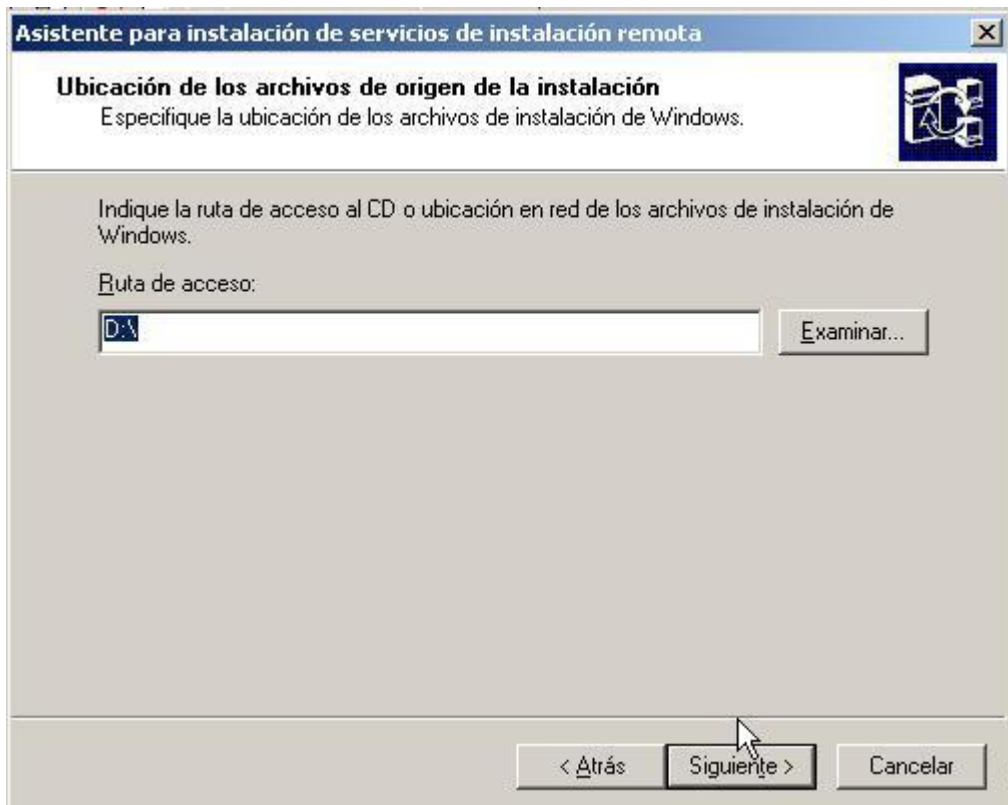 Asistente para instalación de servicios de instalación remota
Ubicación de los archivos de origen de la instalación
Especifique la ubicación de los archivos de instalación de Windows.
Indique la ruta de acceso al CD o ubicación en red de los archivos de instalación de
Windows.
Ruta de acceso:
D:\
Examinar...
< Atrás
Siguiente >
Cancelar